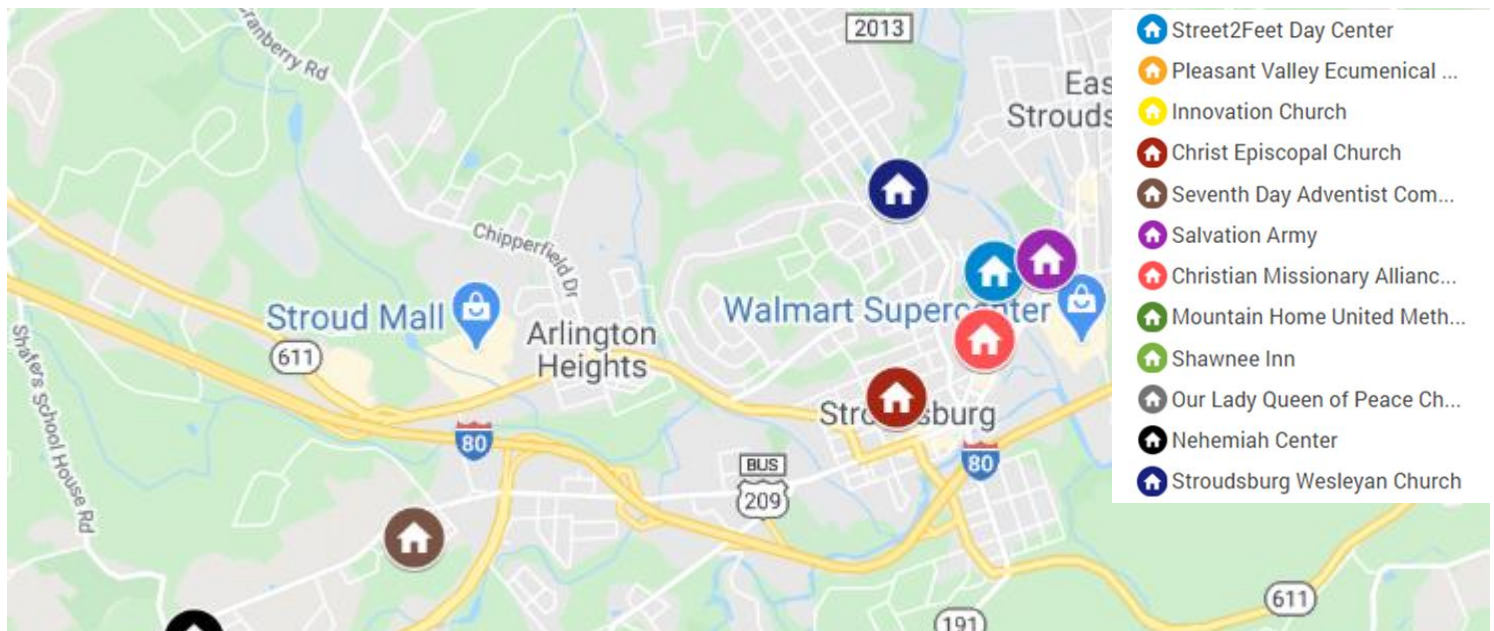 Cranberry Rd
2013
Eas
Strouds
Chipperfield Dr
Stroud Mall
Walmart Supercenter
Arlington
Heights
611
Shafers School House Rd
Str sburg
80
80
BUS
209
611
191
Street2Feet Day Center
Pleasant Valley Ecumenical ...
Innovation Church
Christ Episcopal Church
Seventh Day Adventist Com...
Salvation Army
Christian Missionary Allianc...
Mountain Home United Meth...
Shawnee Inn
Our Lady Queen of Peace Ch...
Nehemiah Center
Stroudsburg Wesleyan Church